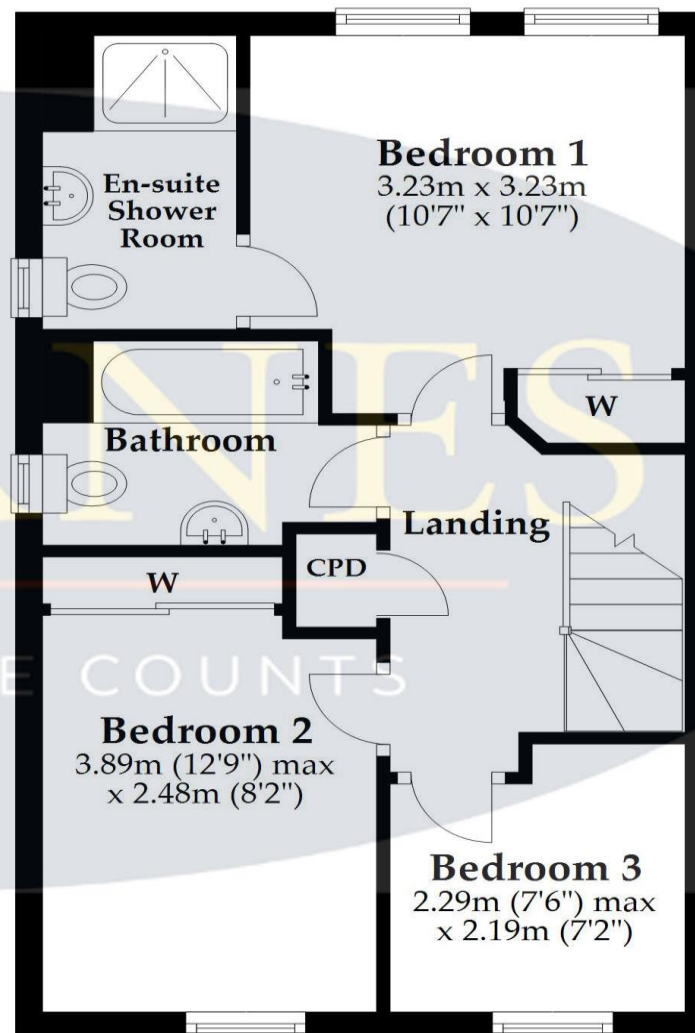 Bedroom 1
3.23m x 3.23m
(10'7" x 10'7")
En-suite
Shower
Room
W
Bathroom
Landing
CPD
W
Bedroom 2
3.89m (12'9") max
x 2.48m (8'2")
Bedroom 3
2.29m (7'6") max
x 2.19m (7'2")
ANES
E COUNTS